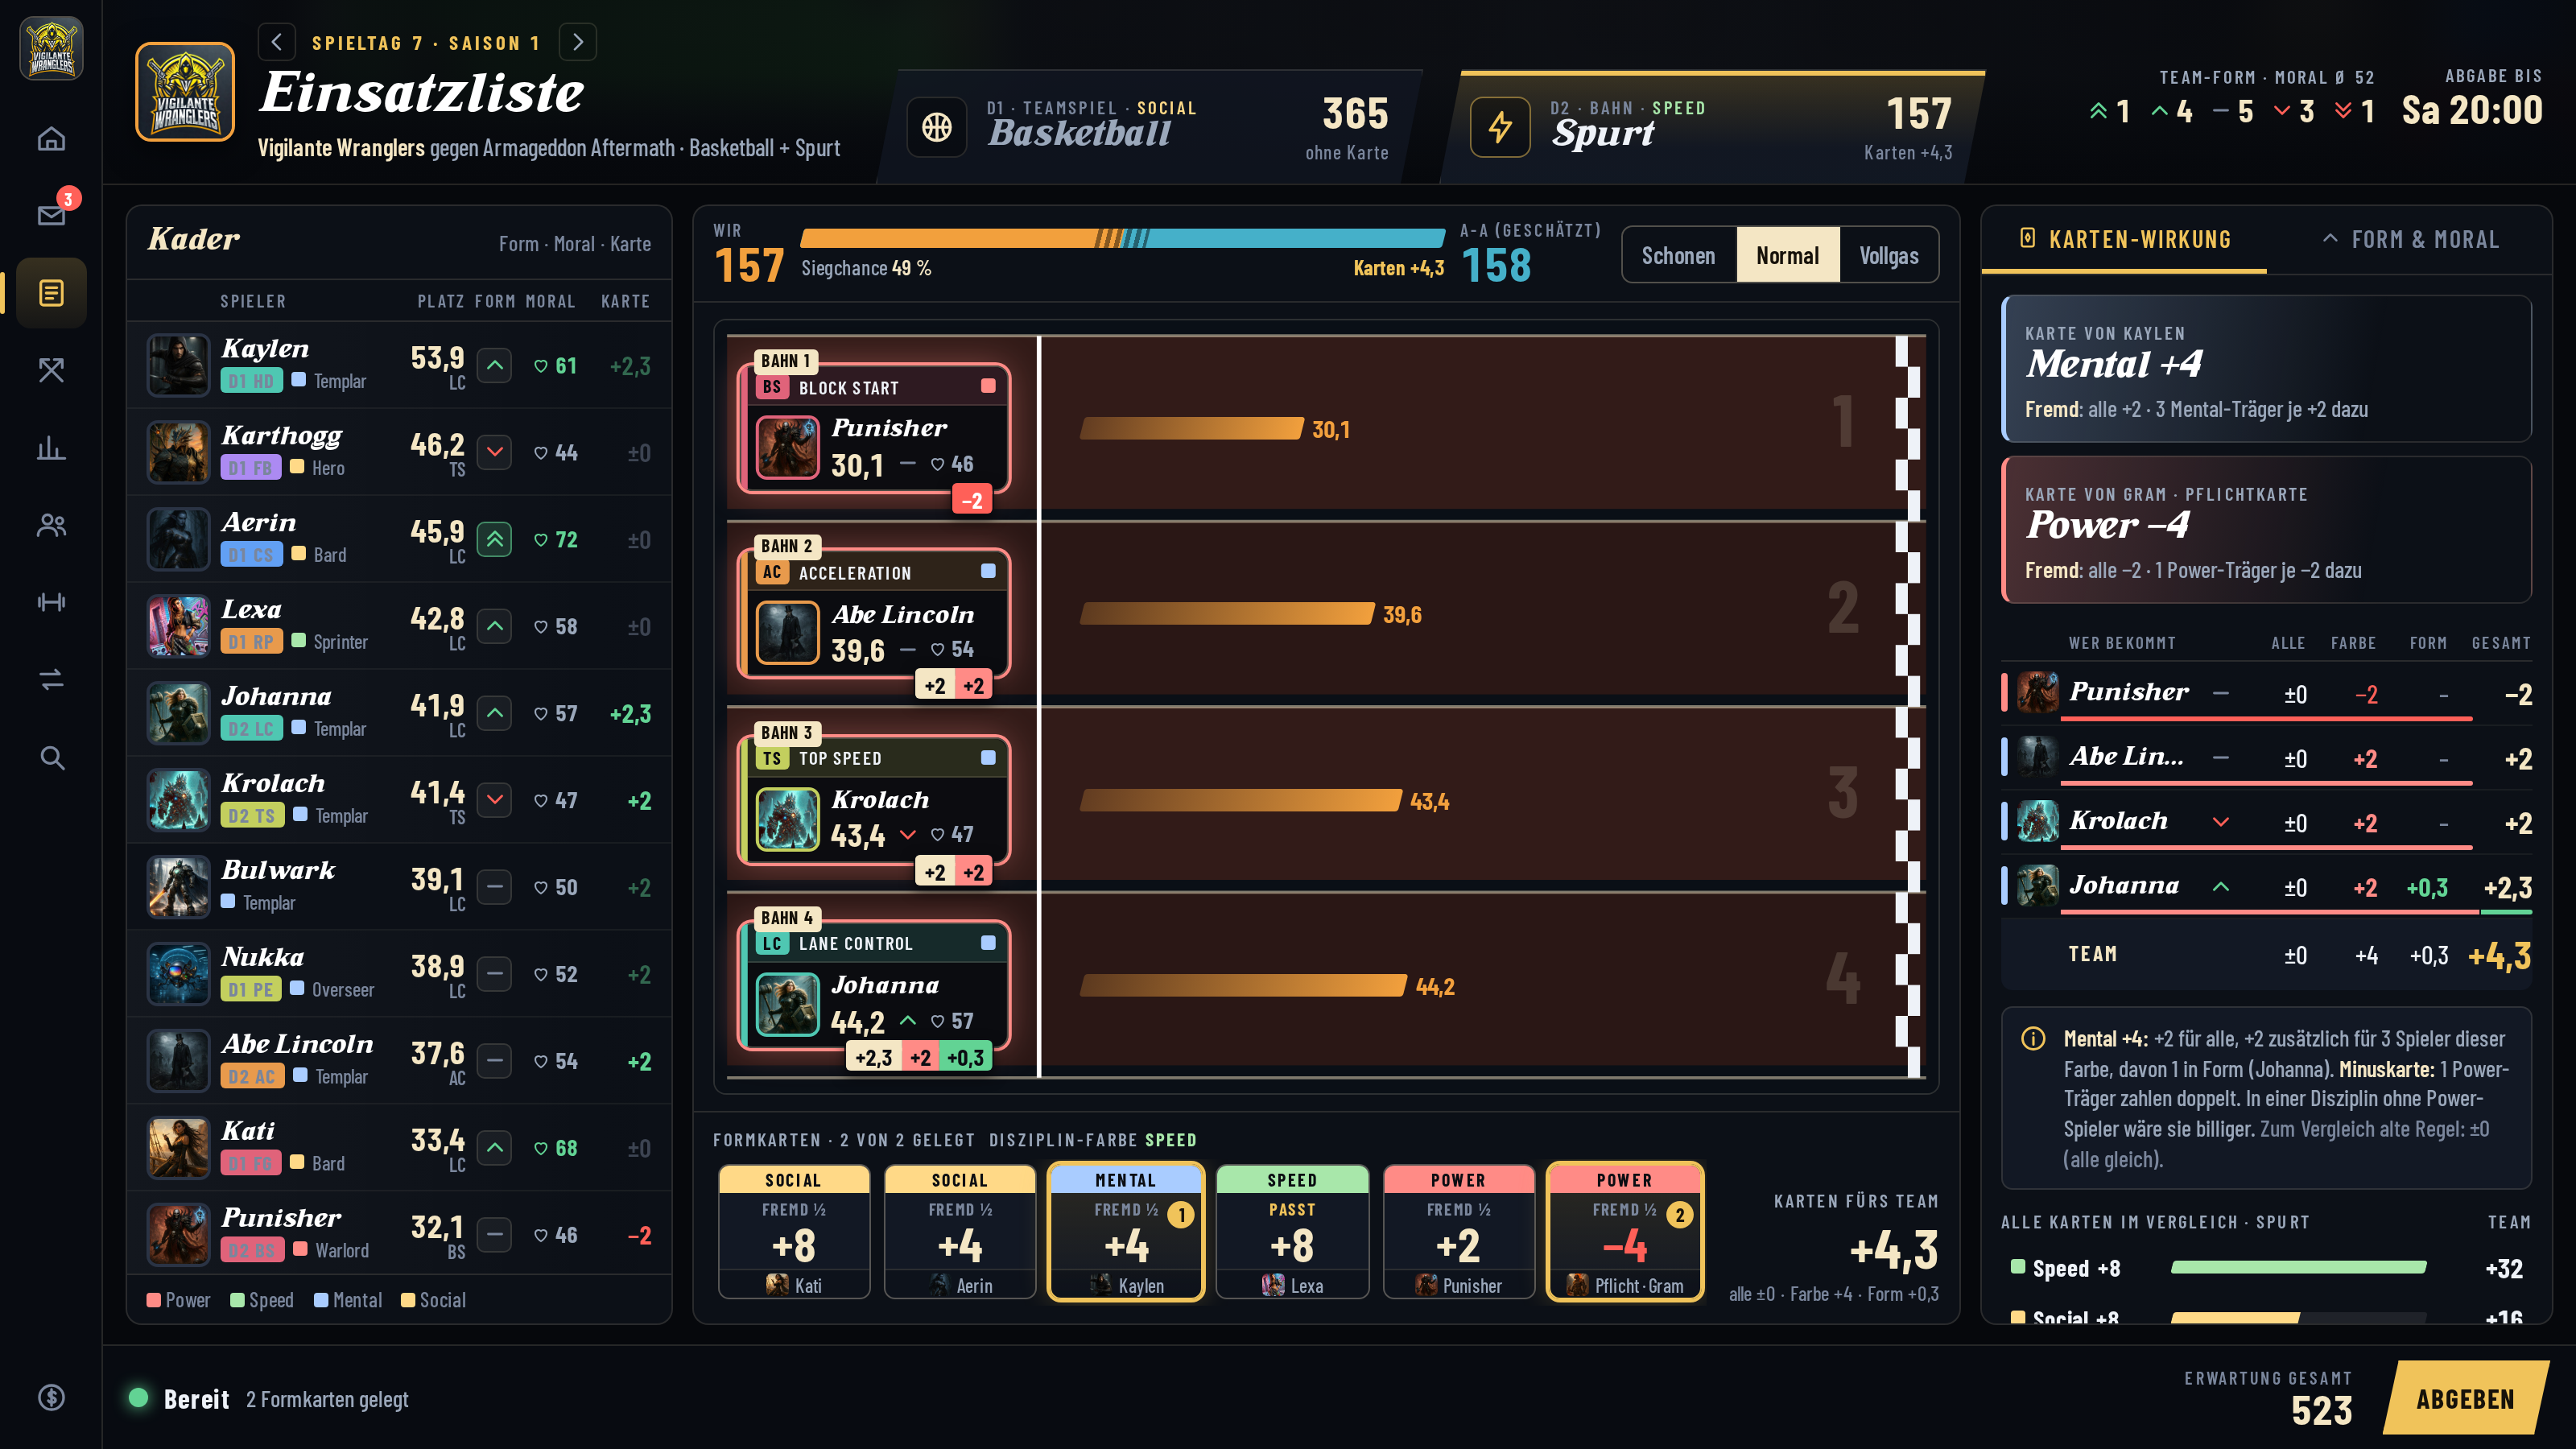 VIGILANTE WRANGLERS
3
VIGILANTE WRANGLERS
SPIELTAG 7 · SAISON 1
Einsatzliste
Vigilante Wranglers gegen Armageddon Aftermath · Basketball + Spurt
D1 · TEAMSPIEL · SOCIAL
Basketball
365
ohne Karte
D2 · BAHN · SPEED
Spurt
157
Karten +4,3
TEAM-FORM · MORAL Ø 52
1 4 5 3 1
ABGABE BIS
Sa 20:00
Kader
Form · Moral · Karte
SPIELER PLATZ FORM MORAL KARTE
Kaylen 53,9 61 +2,3
D1 HD Templar LC
Karthogg 46,2 44 ±0
D1 FB Hero TS
Aerin 45,9 72 ±0
D1 CS Bard LC
Lexa 42,8 58 ±0
D1 RP Sprinter LC
Johanna 41,9 57 +2,3
D2 LC Templar LC
Krolach 41,4 47 +2
D2 TS Templar TS
Bulwark 39,1 50 +2
Templar LC
Nukka 38,9 52 +2
D1 PE Overseer LC
Abe Lincoln 37,6 54 +2
D2 AC Templar AC
Kati 33,4 68 ±0
D1 FG Bard LC
Punisher 32,1 46 −2
D2 BS Warlord BS
Power Speed Mental Social
WIR
157
Siegchance 49 %
Karten +4,3
A-A (GESCHÄTZT)
158
Schonen Normal Vollgas
BAHN 1
BS BLOCK START
Punisher
30,1 46
−2
30,1
1
BAHN 2
AC ACCELERATION
Abe Lincoln
39,6 54
+2 +2
39,6
2
BAHN 3
TS TOP SPEED
Krolach
43,4 47
+2 +2
43,4
3
BAHN 4
LC LANE CONTROL
Johanna
44,2 57
+2,3 +2 +0,3
44,2
4
FORMKARTEN · 2 VON 2 GELEGT DISZIPLIN-FARBE SPEED
SOCIAL
FREMD ½
+8
Kati
SOCIAL
FREMD ½
+4
Aerin
MENTAL
FREMD ½ 1
+4
Kaylen
SPEED
PASST
+8
Lexa
POWER
FREMD ½
+2
Punisher
POWER
FREMD ½ 2
−4
Pflicht · Gram
KARTEN FÜRS TEAM
+4,3
alle ±0 · Farbe +4 · Form +0,3
KARTEN-WIRKUNG
FORM & MORAL
KARTE VON KAYLEN
Mental +4
Fremd: alle +2 · 3 Mental-Träger je +2 dazu
KARTE VON GRAM · PFLICHTKARTE
Power −4
Fremd: alle −2 · 1 Power-Träger je −2 dazu
WER BEKOMMT ALLE FARBE FORM GESAMT
Punisher ±0 −2 - −2
Abe Lin... ±0 +2 - +2
Krolach ±0 +2 - +2
Johanna ±0 +2 +0,3 +2,3
TEAM ±0 +4 +0,3 +4,3
Mental +4: +2 für alle, +2 zusätzlich für 3 Spieler dieser
Farbe, davon 1 in Form (Johanna). Minuskarte: 1 Power-
Träger zahlen doppelt. In einer Disziplin ohne Power-
Spieler wäre sie billiger. Zum Vergleich alte Regel: ±0
(alle gleich).
ALLE KARTEN IM VERGLEICH · SPURT TEAM
Speed +8 +32
Social +8 +16
Bereit 2 Formkarten gelegt
ERWARTUNG GESAMT
523
ABGEBEN